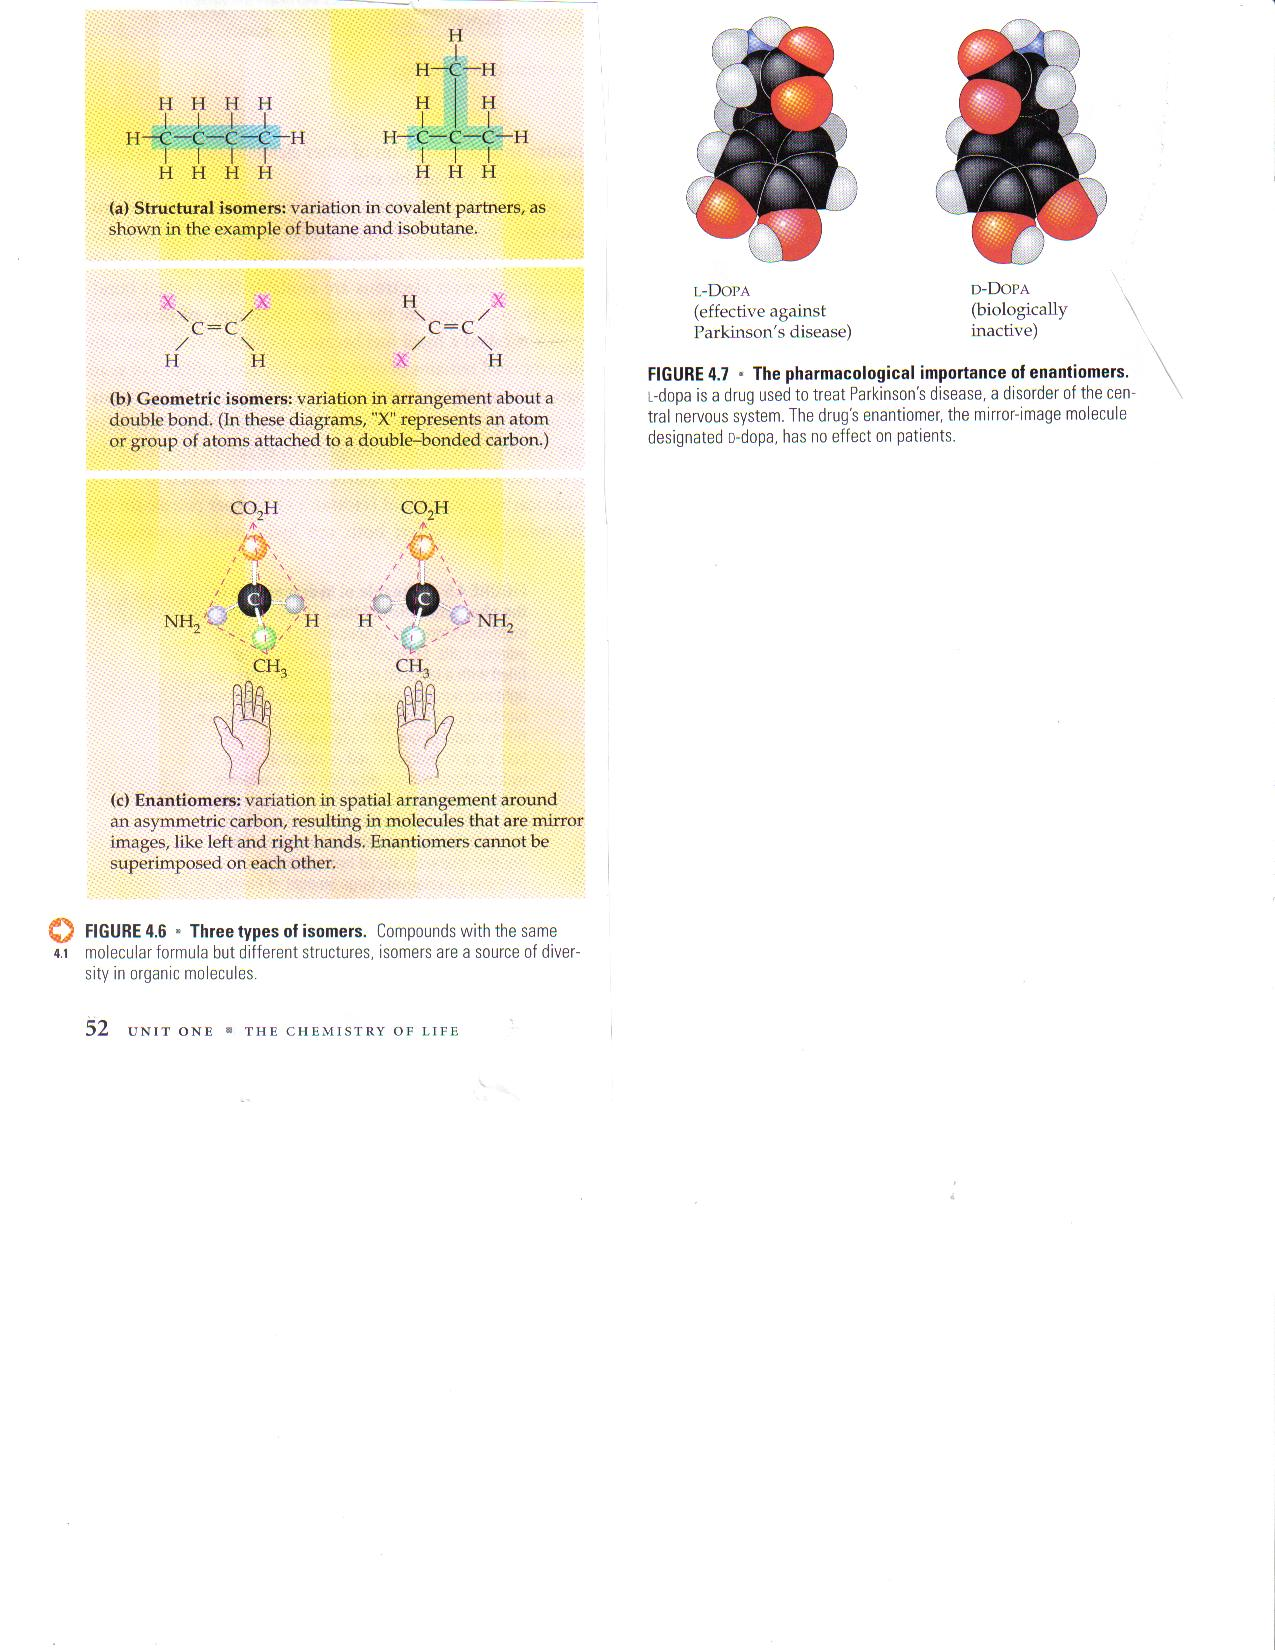 H
H—C—H
H H H H
H H
H—C—C—C—C—H
H—C—C—C—H
H H H H
H H H
(a) Structural isomers: variation in covalent partners, as
shown in the example of butane and isobutane.
X X
C=C
H H
H X
C=C
X H
(b) Geometric isomers: variation in arrangement about a
double bond. (In these diagrams, "X" represents an atom
or group of atoms attached to a double–bonded carbon.)
CO2H
C
NH2 H
CH3
CO2H
C
H NH2
CH3
(c) Enantiomers: variation in spatial arrangement around
an asymmetric carbon, resulting in molecules that are mirror
images, like left and right hands. Enantiomers cannot be
superimposed on each other.
FIGURE 4.6 ▪ Three types of isomers. Compounds with the same
4.1 molecular formula but different structures, isomers are a source of diver-
sity in organic molecules.
52 UNIT ONE ▪ THE CHEMISTRY OF LIFE
L-DOPA
(effective against
Parkinson's disease)
D-DOPA
(biologically
inactive)
FIGURE 4.7 ▪ The pharmacological importance of enantiomers.
L-dopa is a drug used to treat Parkinson's disease, a disorder of the cen-
tral nervous system. The drug's enantiomer, the mirror-image molecule
designated D-dopa, has no effect on patients.